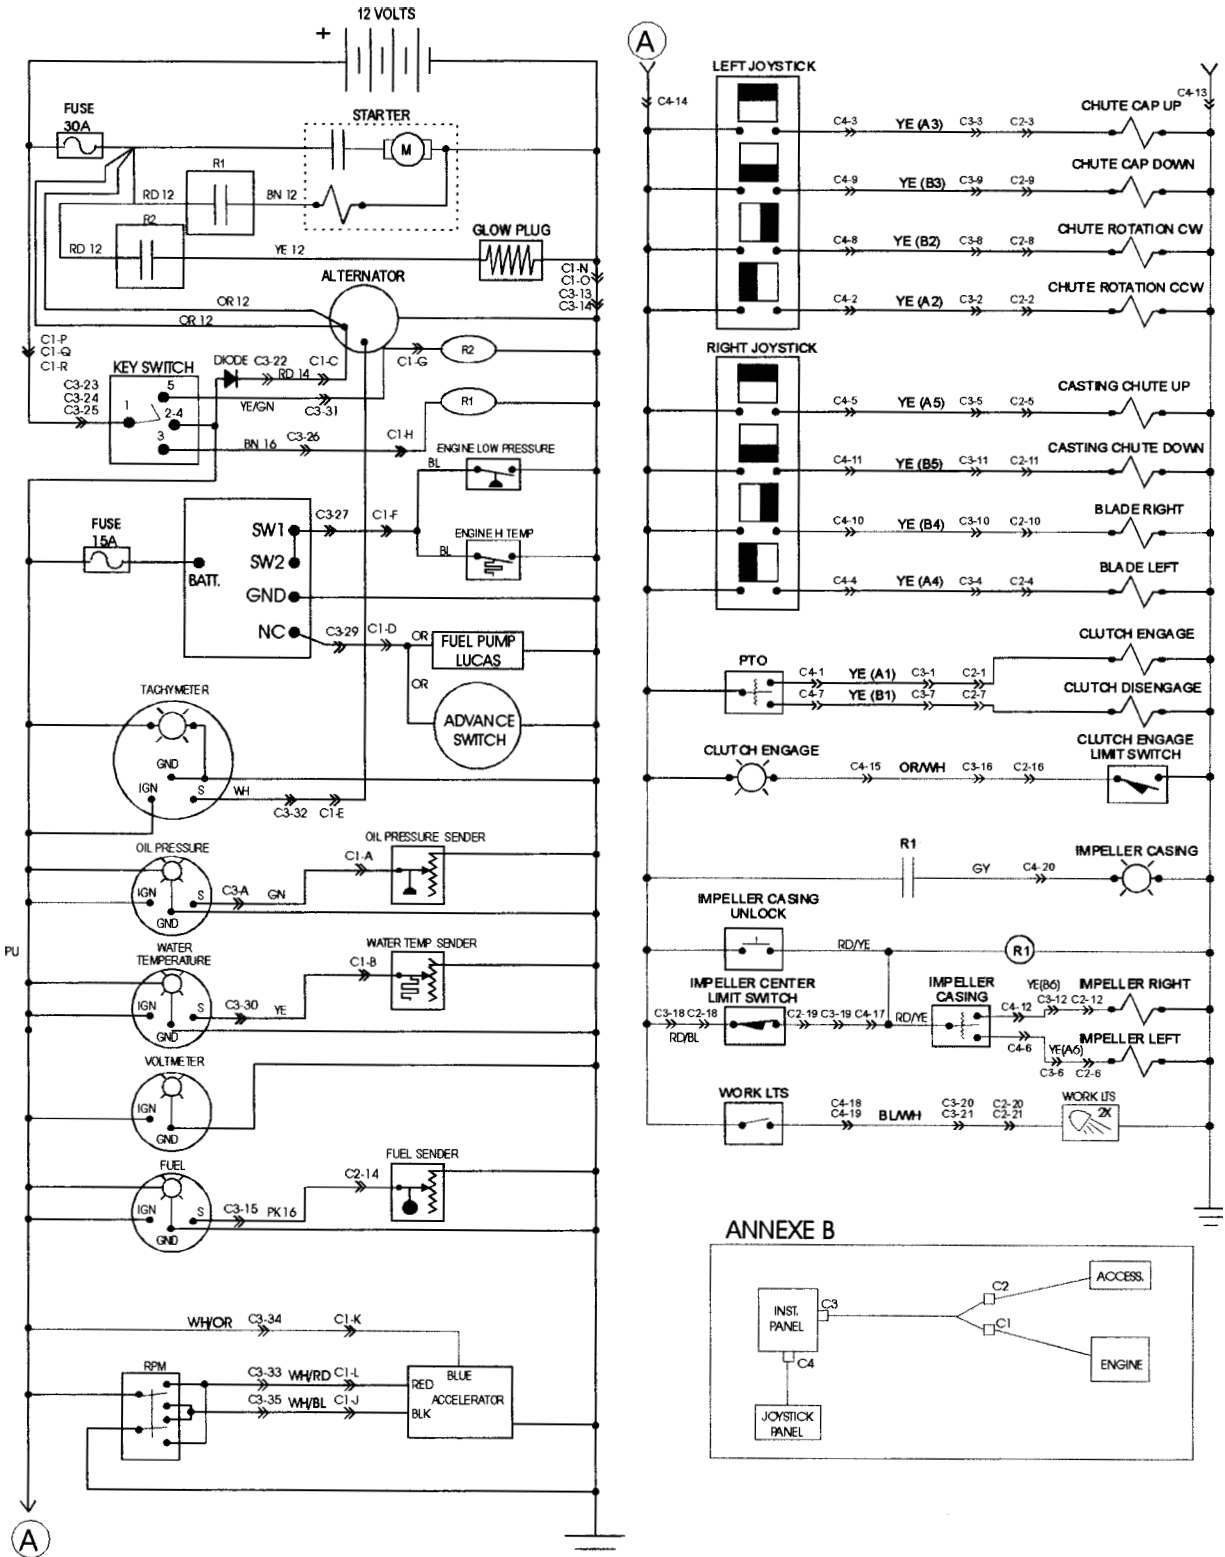 12 VOLTS
+
FUSE
30A
STARTER
M
R1
RD 12
BN 12
R2
RD 12
YE 12
GLOW PLUG
C1-N
C1-O
C3-13
C3-14
ALTERNATOR
OR 12
OR 12
C1-P
C1-Q
C1-R
KEY SWITCH
DIODE
C3-22
C1-C
RD 14
C1-G
R2
C3-23
C3-24
C3-25
5
1
2-4
3
YE/GN
C3-31
R1
BN 16
C3-26
C1-H
ENGINE LOW PRESSURE
BL
FUSE
15A
SW1
C3-27
C1-F
ENGINE H TEMP
BL
SW2
BATT.
GND
NC
C3-29
C1-D
OR
FUEL PUMP
LUCAS
OR
ADVANCE
SWITCH
TACHYMETER
GND
IGN
S
WH
C3-32
C1-E
OIL PRESSURE
OIL PRESSURE SENDER
C1-A
IGN
S
C3-A
GN
GND
PU
WATER
TEMPERATURE
WATER TEMP SENDER
C1-B
IGN
S
C3-30
YE
GND
VOLTMETER
IGN
GND
FUEL
FUEL SENDER
C2-14
IGN
S
C3-15
PK16
GND
WH/OR
C3-34
C1-K
RPM
C3-33
WH/RD
C1-L
BLUE
RED
ACCELERATOR
C3-35
WH/BL
C1-J
BLK
A
A
C4-14
LEFT JOYSTICK
C4-13
C4-3
YE (A3)
C3-3
C2-3
CHUTE CAP UP
C4-9
YE (B3)
C3-9
C2-9
CHUTE CAP DOWN
C4-8
YE (B2)
C3-8
C2-8
CHUTE ROTATION CW
C4-2
YE (A2)
C3-2
C2-2
CHUTE ROTATION CCW
RIGHT JOYSTICK
C4-5
YE (A5)
C3-5
C2-5
CASTING CHUTE UP
C4-11
YE (B5)
C3-11
C2-11
CASTING CHUTE DOWN
C4-10
YE (B4)
C3-10
C2-10
BLADE RIGHT
C4-4
YE (A4)
C3-4
C2-4
BLADE LEFT
PTO
C4-1
YE (A1)
C3-1
C2-1
CLUTCH ENGAGE
C4-7
YE (B1)
C3-7
C2-7
CLUTCH DISENGAGE
CLUTCH ENGAGE
C4-15
OR/WH
C3-16
C2-16
CLUTCH ENGAGE
LIMIT SWITCH
R1
GY
C4-20
IMPELLER CASING
IMPELLER CASING
UNLOCK
RD/YE
R1
IMPELLER CENTER
LIMIT SWITCH
C3-18
C2-18
RD/BL
C2-19
C3-19
C4-17
RD/YE
IMPELLER
CASING
C4-12
YE(B6)
C3-12
C2-12
IMPELLER RIGHT
C4-6
YE(A6)
C3-6
C2-6
IMPELLER LEFT
WORK LTS
C4-18
C4-19
BL/WH
C3-20
C3-21
C2-20
C2-21
WORK LTS
2X
ANNEXE B
INST.
PANEL
C3
C4
JOYSTICK
PANEL
C2
C1
ACCESS.
ENGINE